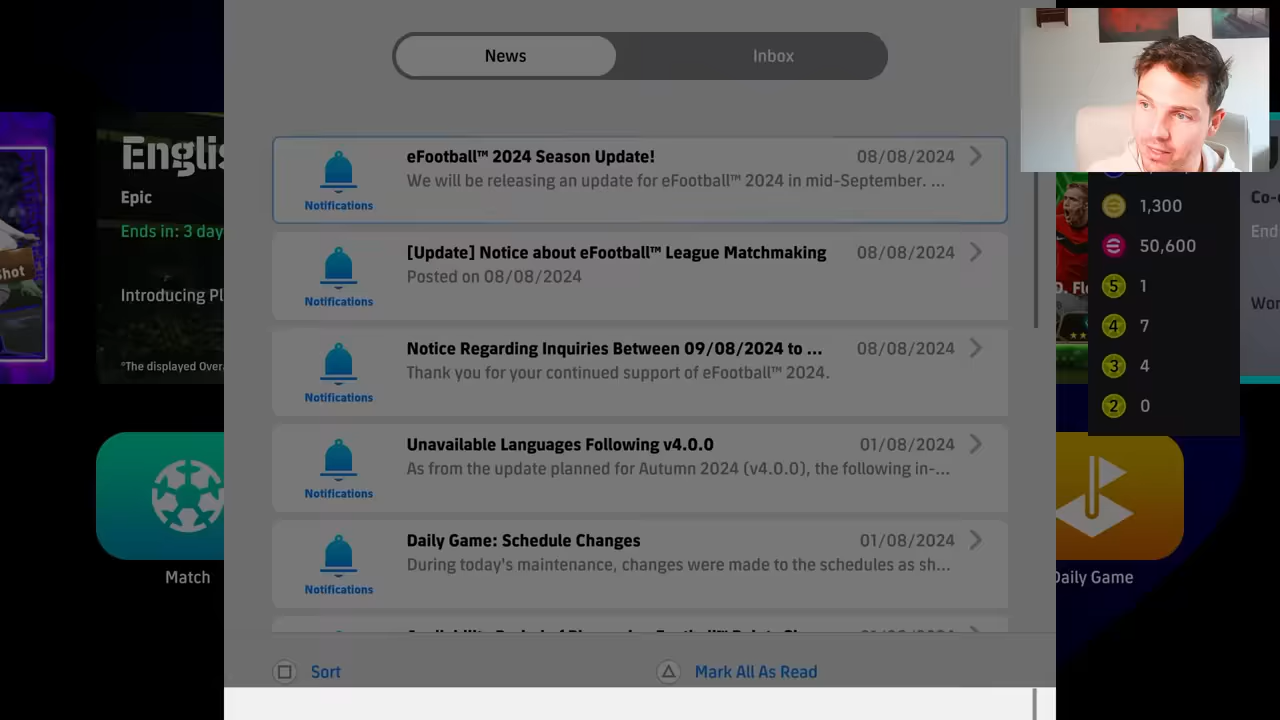 News
Inbox
eFootball™ 2024 Season Update!
08/08/2024
We will be releasing an update for eFootball™ 2024 in mid-September. ...
Notifications
[Update] Notice about eFootball™ League Matchmaking
08/08/2024
Posted on 08/08/2024
Notifications
Notice Regarding Inquiries Between 09/08/2024 to ...
08/08/2024
Thank you for your continued support of eFootball™ 2024.
Notifications
Unavailable Languages Following v4.0.0
01/08/2024
As from the update planned for Autumn 2024 (v4.0.0), the following in-...
Notifications
Daily Game: Schedule Changes
01/08/2024
During today's maintenance, changes were made to the schedules as sh...
Notifications
Sort
Mark All As Read
Englis
Epic
Ends in: 3 day
Introducing Pl
*The displayed Overa
Shot
Match
1,300
50,600
5 1
4 7
3 4
2 0
Co-
End
Wor
D. Fl
Daily Game